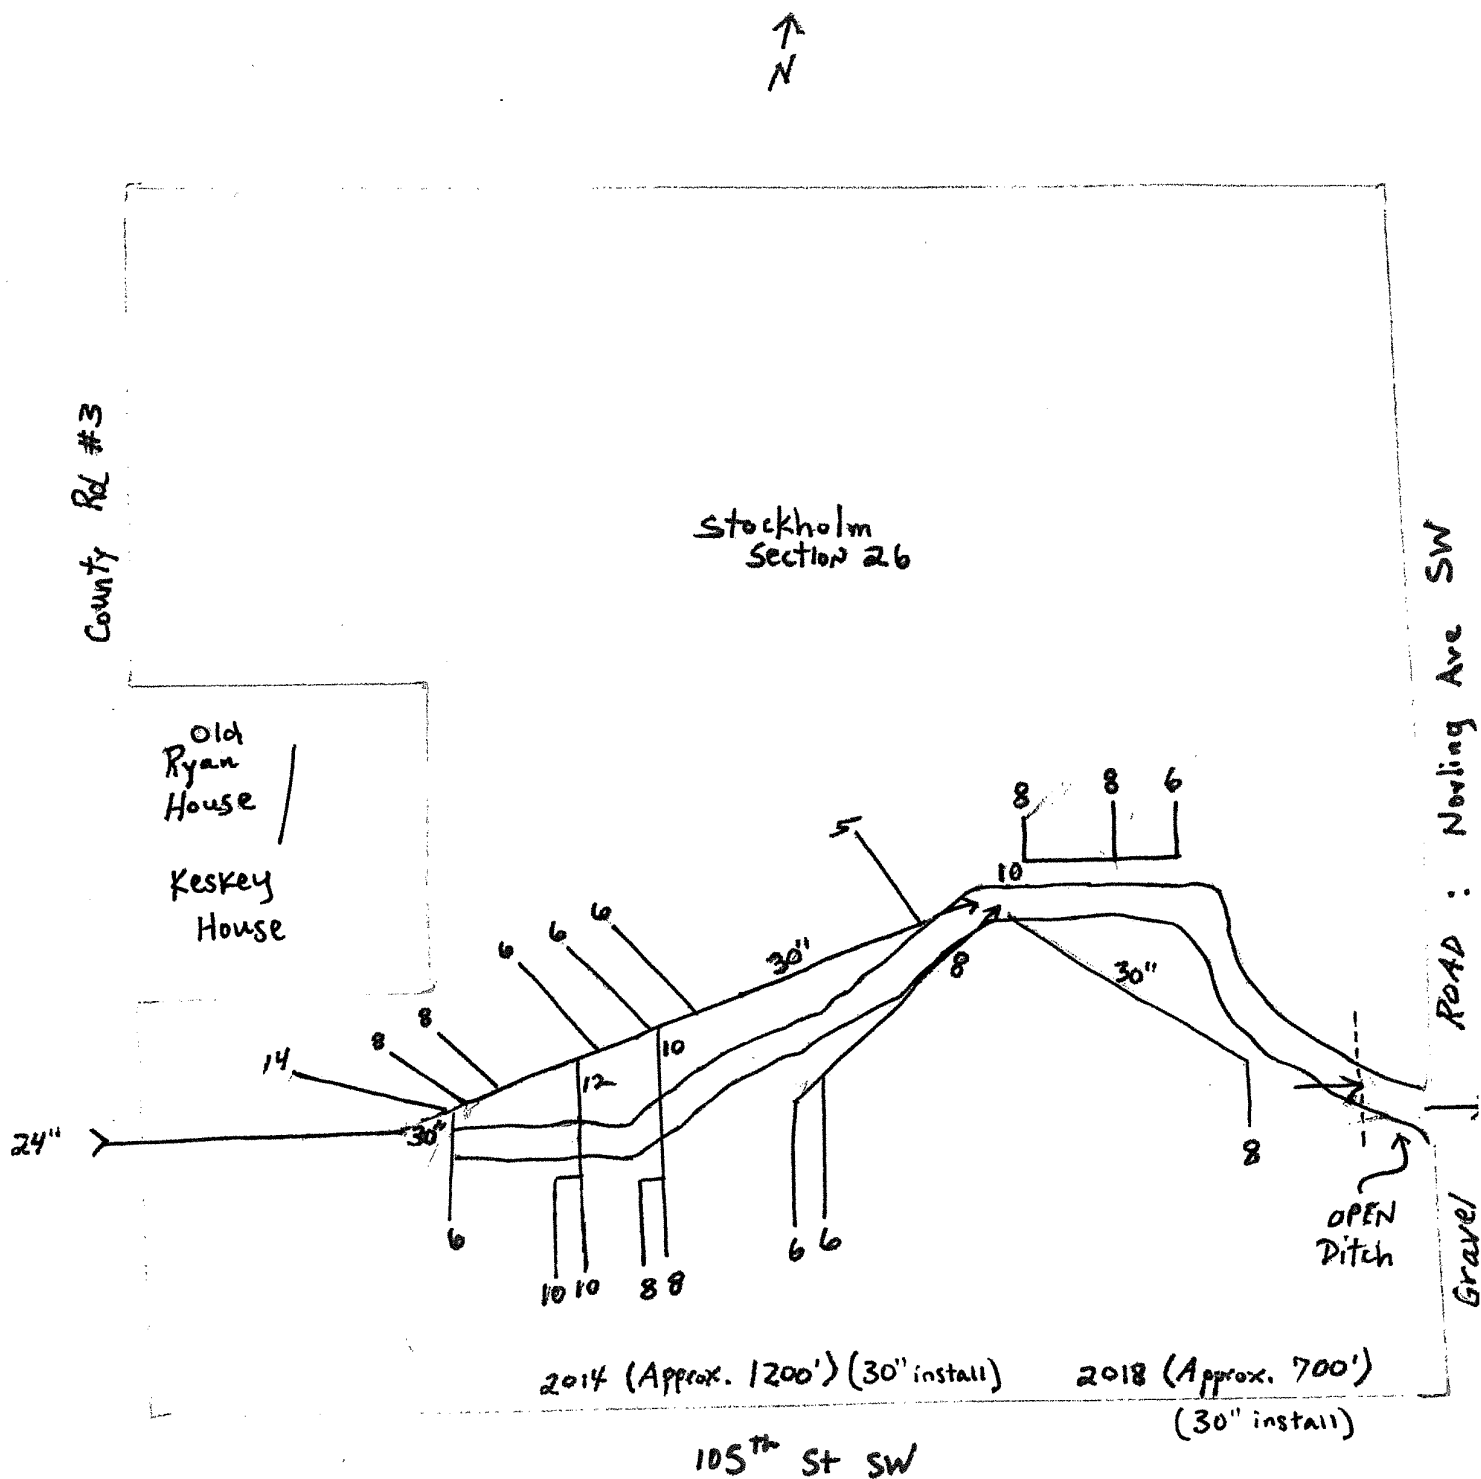 N
County Rd #3
Stockholm
Section 26
ROAD : Norling Ave SW
Gravel
Old
Ryan
House
Keskey
House
8
8
6
5
10
6
6
6
30"
8
30"
8
8
14
10
12
24"
30"
6
10
10
8
8
6
6
8
OPEN
Ditch
2014 (Approx. 1200') (30" install)
2018 (Approx. 700')
(30" install)
105th St SW